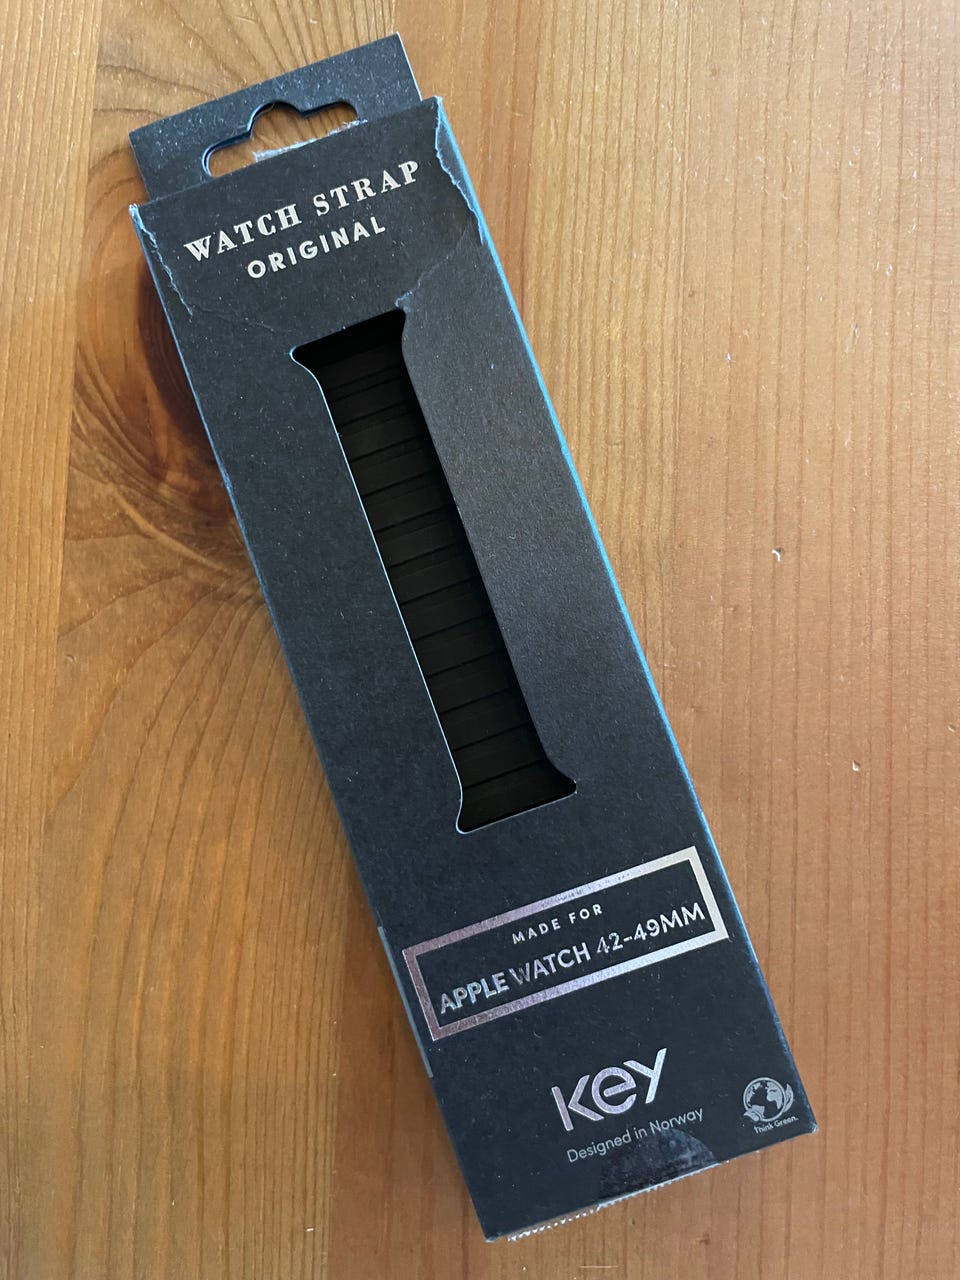 WATCH STRAP
ORIGINAL
MADE FOR
APPLE WATCH 42-49MM
KEY
Designed in Norway
Think Green.